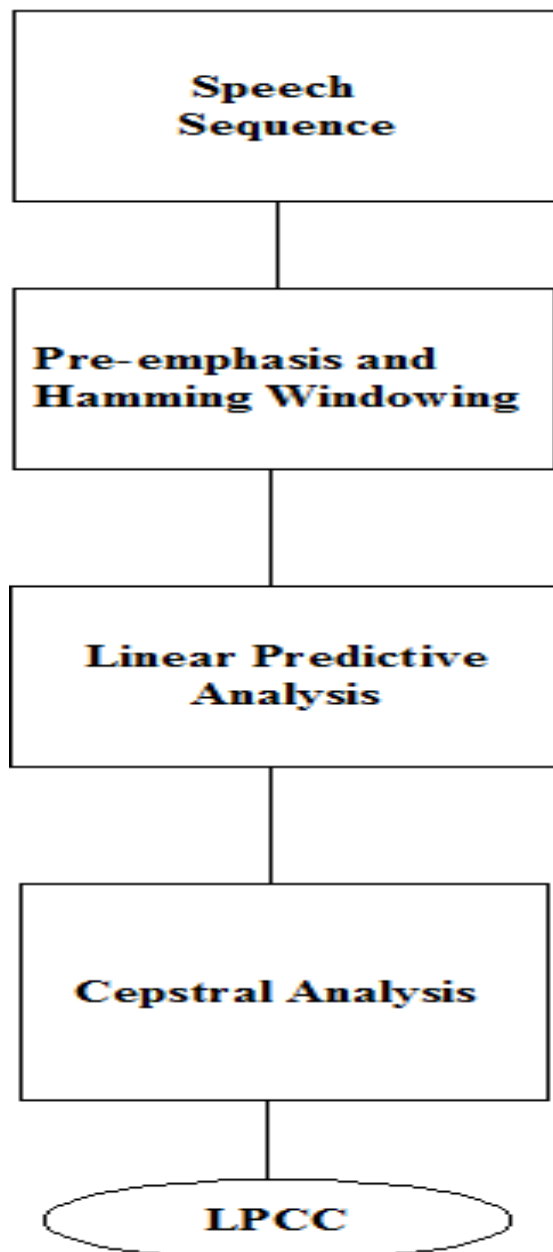 Speech
Sequence
Pre-emphasis and
Hamming Windowing
Linear Predictive
Analysis
Cepstral Analysis
LPCC